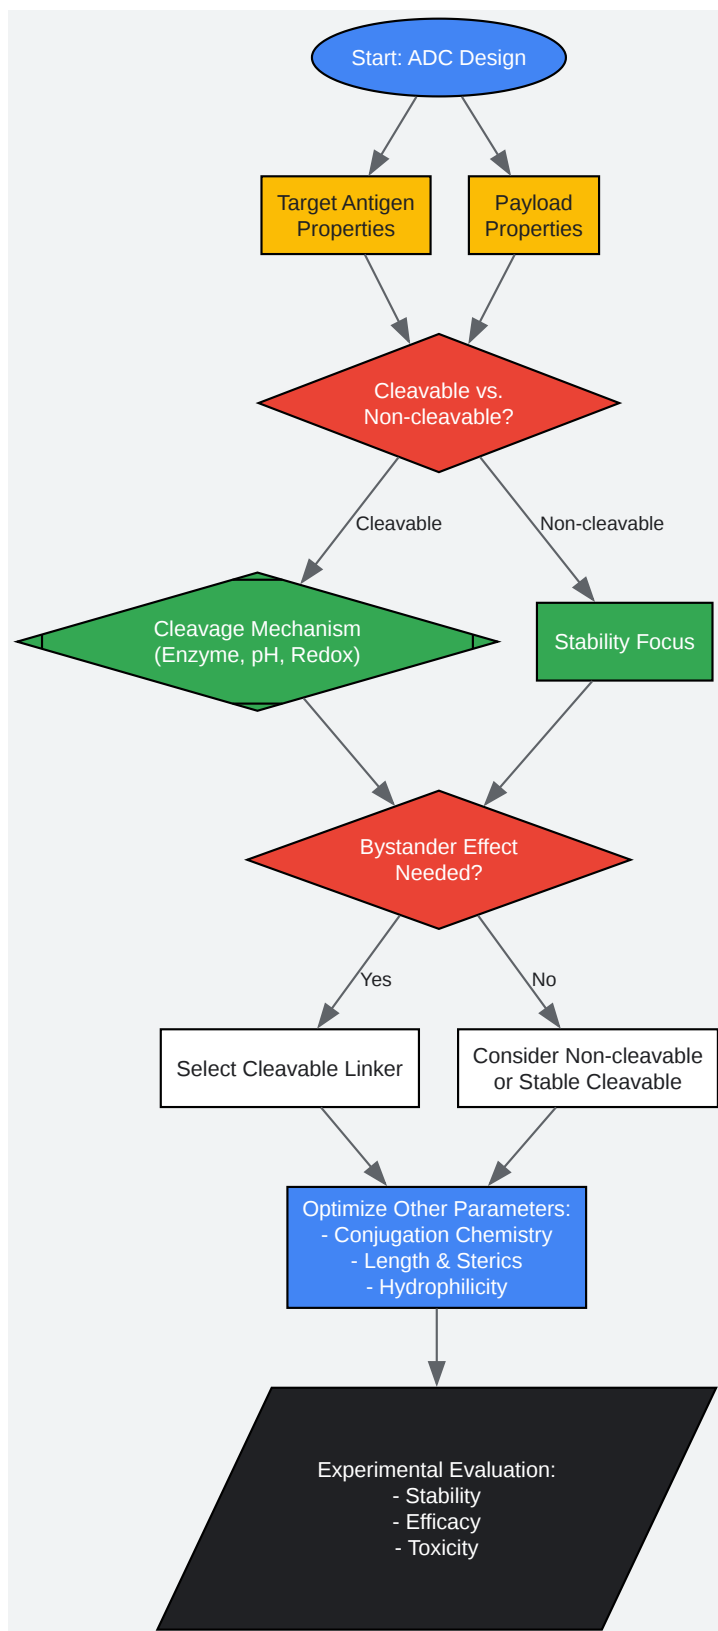 Start: ADC Design
Target Antigen
Properties
Payload
Properties
Cleavable vs.
Non-cleavable?
Cleavable
Non-cleavable
Cleavage Mechanism
(Enzyme, pH, Redox)
Stability Focus
Bystander Effect
Needed?
Yes
No
Select Cleavable Linker
Consider Non-cleavable
or Stable Cleavable
Optimize Other Parameters:
- Conjugation Chemistry
- Length & Sterics
- Hydrophilicity
Experimental Evaluation:
- Stability
- Efficacy
- Toxicity